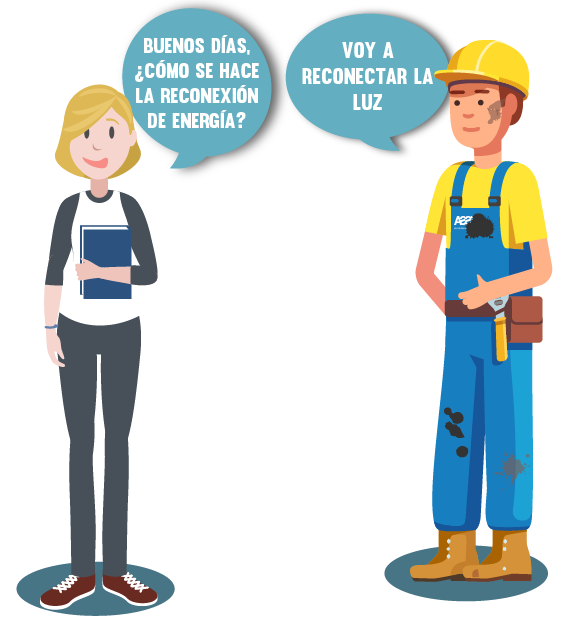 BUENOS DÍAS,
¿CÓMO SE HACE
LA RECONEXIÓN
DE ENERGÍA?
VOY A
RECONECTAR LA
LUZ